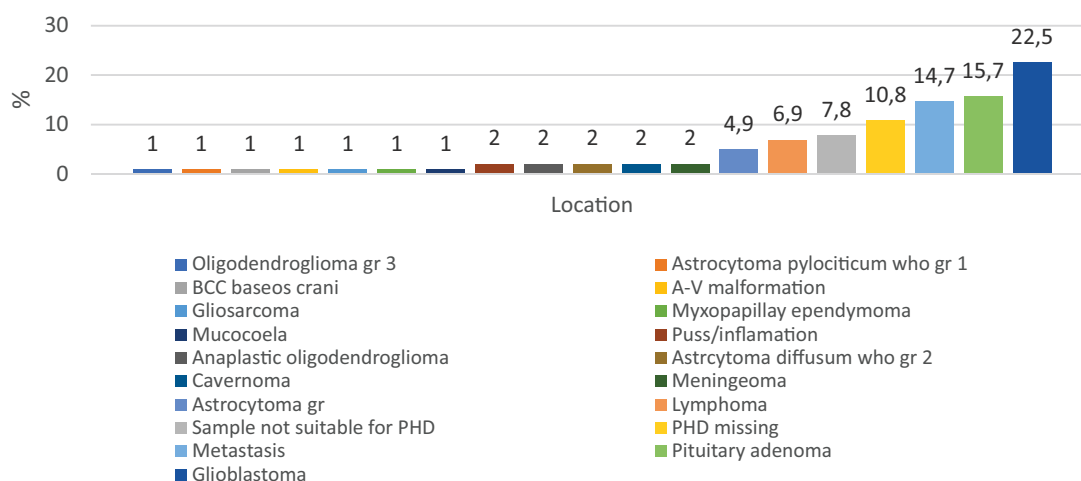 30
22,5
20
15,7
14,7
%
10,8
10
7,8
6,9
4,9
2 2 2 2 2
1 1 1 1 1 1 1
0
Location
Oligodendroglioma gr 3 Astrocytoma pylociticum who gr 1
BCC baseos crani A-V malformation
Gliosarcoma Myxopapillay ependymoma
Mucocoela Puss/inflamation
Anaplastic oligodendroglioma Astrcytoma diffusum who gr 2
Cavernoma Meningeoma
Astrocytoma gr Lymphoma
Sample not suitable for PHD PHD missing
Metastasis Pituitary adenoma
Glioblastoma